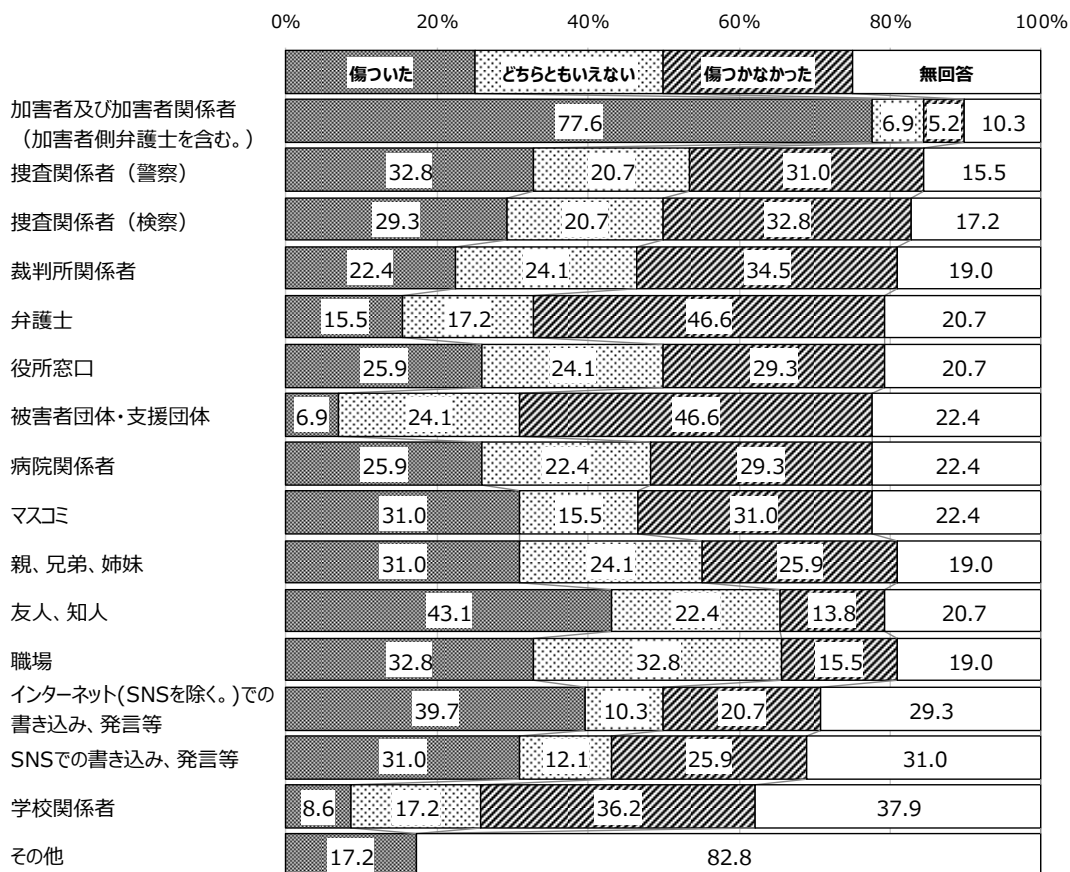 0% 20% 40% 60% 80% 100%
傷ついた どちらともいえない 傷つかなかった 無回答
加害者及び加害者関係者
（加害者側弁護士を含む。） 77.6 6.9 5.2 10.3
捜査関係者（警察） 32.8 20.7 31.0 15.5
捜査関係者（検察） 29.3 20.7 32.8 17.2
裁判所関係者 22.4 24.1 34.5 19.0
弁護士 15.5 17.2 46.6 20.7
役所窓口 25.9 24.1 29.3 20.7
被害者団体・支援団体 6.9 24.1 46.6 22.4
病院関係者 25.9 22.4 29.3 22.4
マスコミ 31.0 15.5 31.0 22.4
親、兄弟、姉妹 31.0 24.1 25.9 19.0
友人、知人 43.1 22.4 13.8 20.7
職場 32.8 32.8 15.5 19.0
インターネット(SNSを除く。)での
書き込み、発言等 39.7 10.3 20.7 29.3
SNSでの書き込み、発言等 31.0 12.1 25.9 31.0
学校関係者 8.6 17.2 36.2 37.9
その他 17.2 82.8